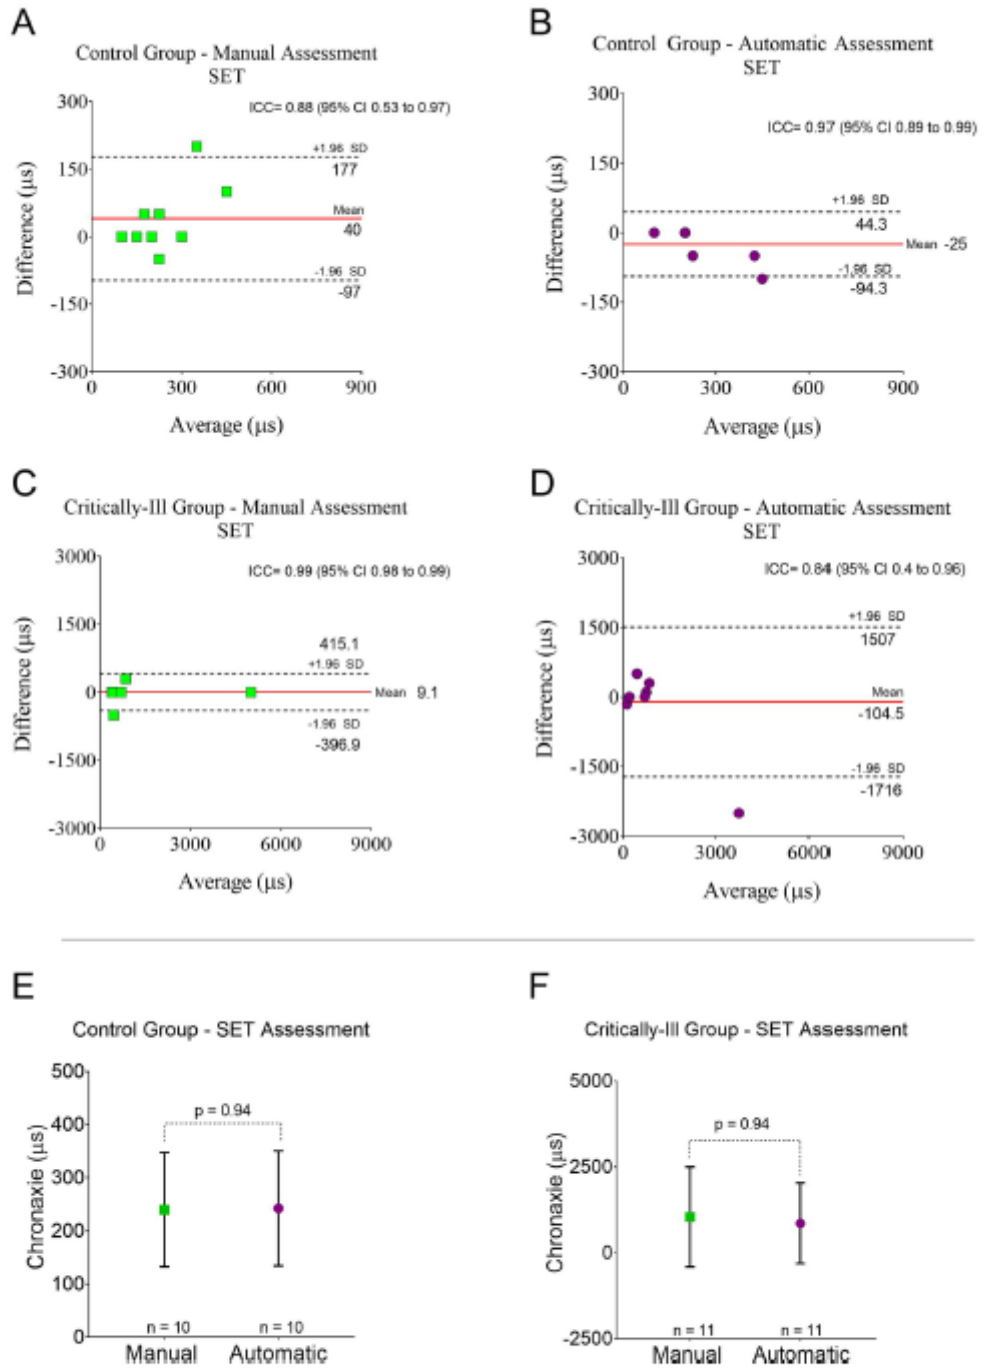 A
Control Group - Manual Assessment
SET
ICC= 0.88 (95% CI 0.53 to 0.97)
300
150
0
-150
-300
Difference (µs)
+1.96 SD
177
Mean
40
-1.96 SD
-97
0
300
600
900
Average (µs)
B
Control Group - Automatic Assessment
SET
ICC= 0.97 (95% CI 0.89 to 0.99)
300
150
0
-150
-300
Difference (µs)
+1.96 SD
44.3
Mean -25
-1.96 SD
-94.3
0
300
600
900
Average (µs)
C
Critically-Ill Group - Manual Assessment
SET
ICC= 0.99 (95% CI 0.98 to 0.99)
3000
1500
0
-1500
-3000
Difference (µs)
415.1
+1.96 SD
Mean 9.1
-1.96 SD
-396.9
0
3000
6000
9000
Average (µs)
D
Critically-Ill Group - Automatic Assessment
SET
ICC= 0.84 (95% CI 0.4 to 0.96)
3000
1500
0
-1500
-3000
Difference (µs)
+1.96 SD
1507
Mean
-104.5
-1.96 SD
-1716
0
3000
6000
9000
Average (µs)
E
Control Group - SET Assessment
500
400
300
200
100
0
Chronaxie (µs)
p = 0.94
n = 10
n = 10
Manual
Automatic
F
Critically-Ill Group - SET Assessment
5000
2500
0
-2500
Chronaxie (µs)
p = 0.94
n = 11
n = 11
Manual
Automatic